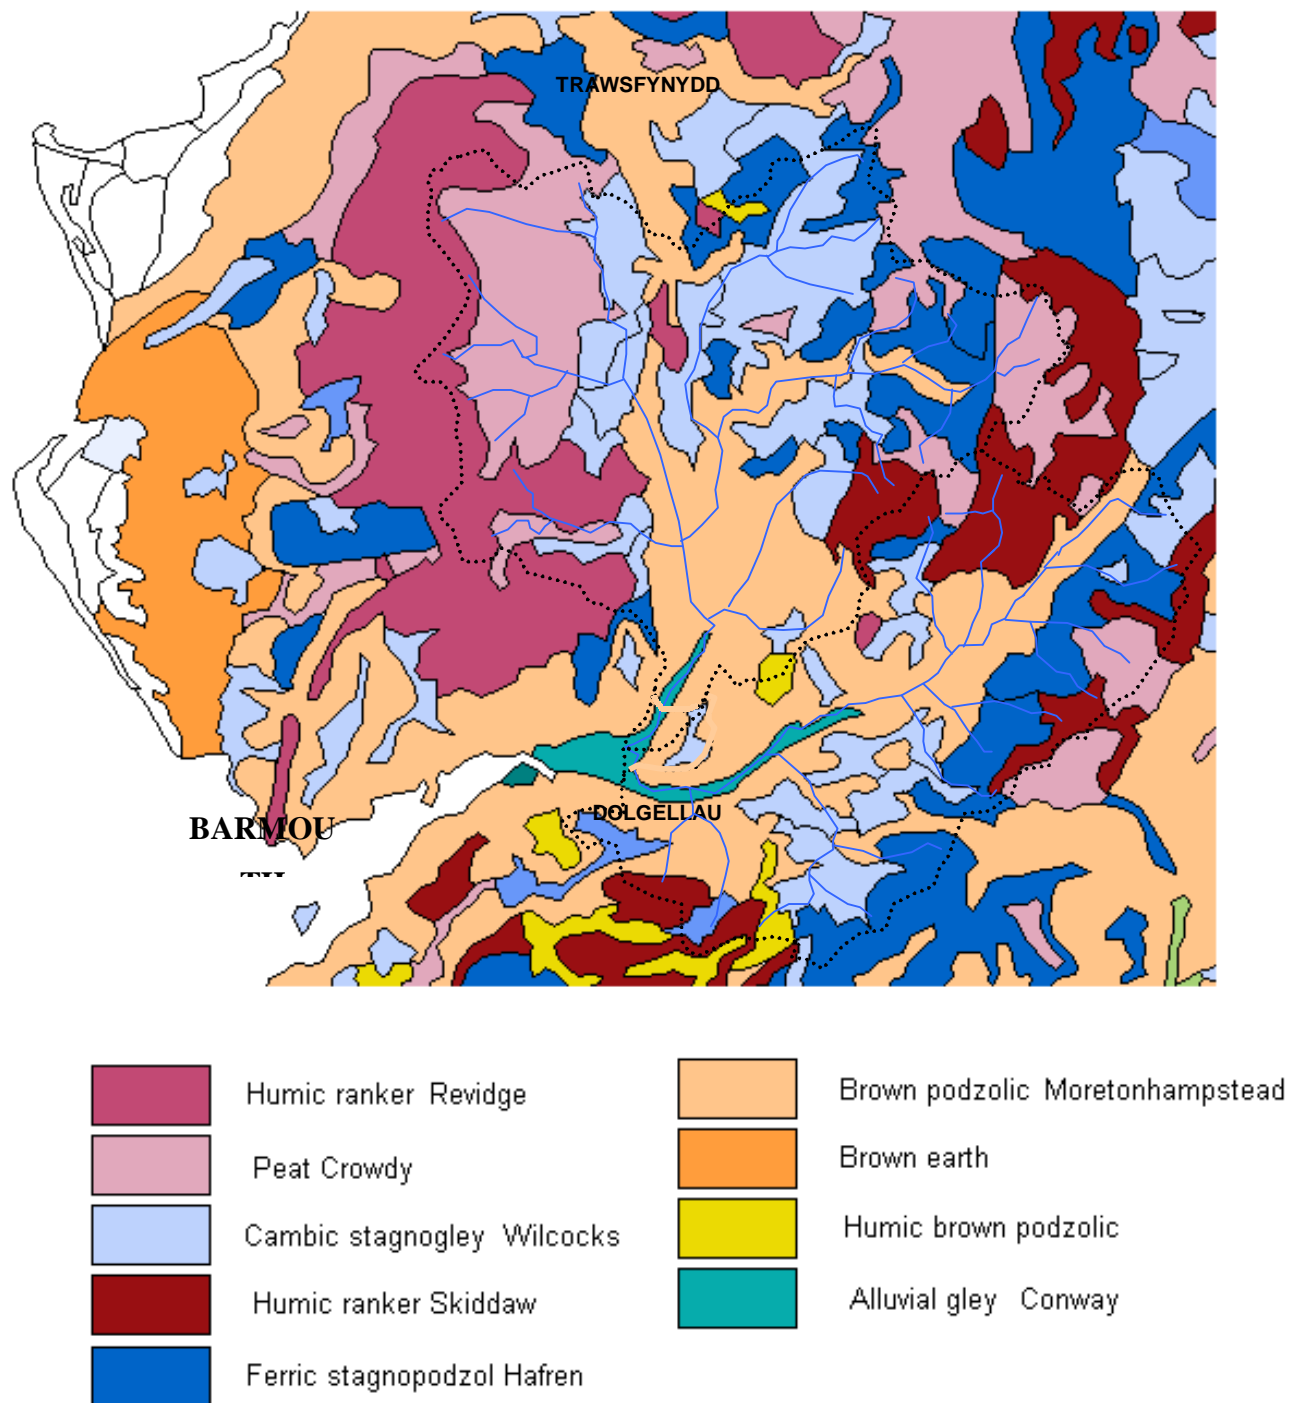 TRAWSFYNYDD
DOLGELLAU
BARMOU
TH
Humic ranker Revidge
Peat Crowdy
Cambic stagnogley Wilcocks
Humic ranker Skiddaw
Ferric stagnopodzol Hafren
Brown podzolic Moretonhampstead
Brown earth
Humic brown podzolic
Alluvial gley Conway